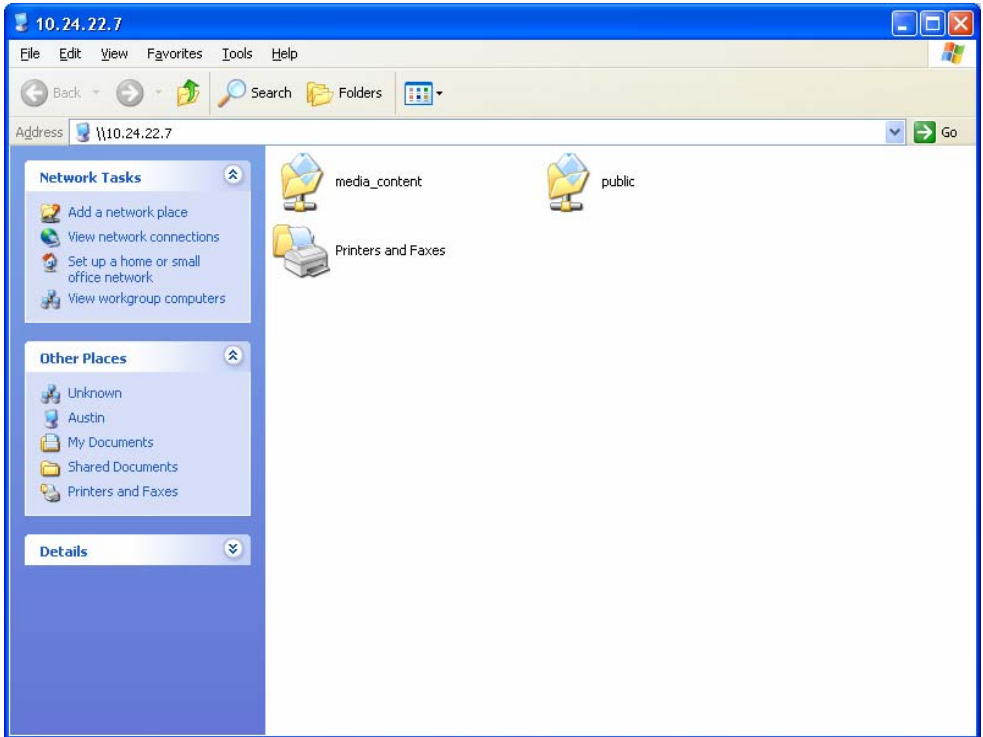 10.24.22.7
File Edit View Favorites Tools Help
Back Search Folders
Address \\10.24.22.7 Go
Network Tasks
Add a network place
View network connections
Set up a home or small
office network
View workgroup computers
Other Places
Unknown
Austin
My Documents
Shared Documents
Printers and Faxes
Details
media_content public
Printers and Faxes